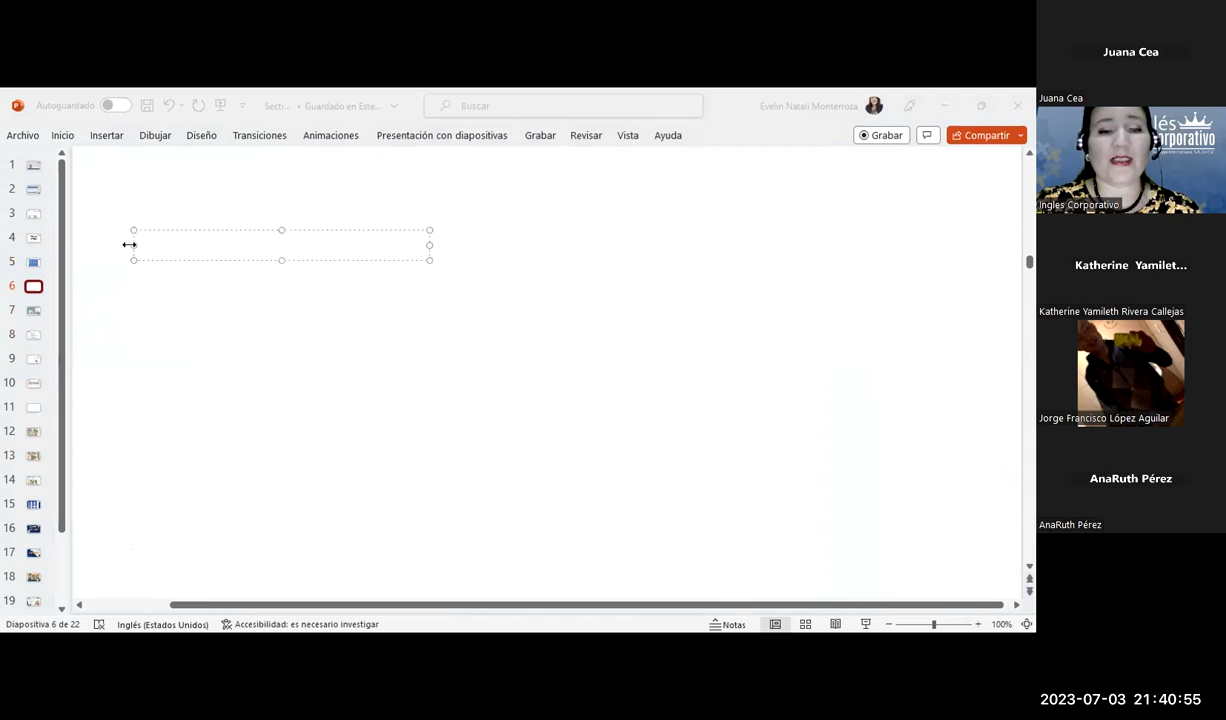 Autoguardado
Secti... • Guardado en Este...
Buscar
Evelin Natali Monterroza
Archivo Inicio Insertar Dibujar Diseño Transiciones Animaciones Presentación con diapositivas Grabar Revisar Vista Ayuda
Grabar
Compartir
1
2
3
4
5
6
7
8
9
10
11
12
13
14
15
16
17
18
19
Diapositiva 6 de 22
Inglés (Estados Unidos)
Accesibilidad: es necesario investigar
Notas
100%
Juana Cea
Juana Cea
lés
orporativo
Ingles Corporativo
Katherine Yamilet...
Katherine Yamileth Rivera Callejas
Jorge Francisco López Aguilar
AnaRuth Pérez
AnaRuth Pérez
2023-07-03 21:40:55